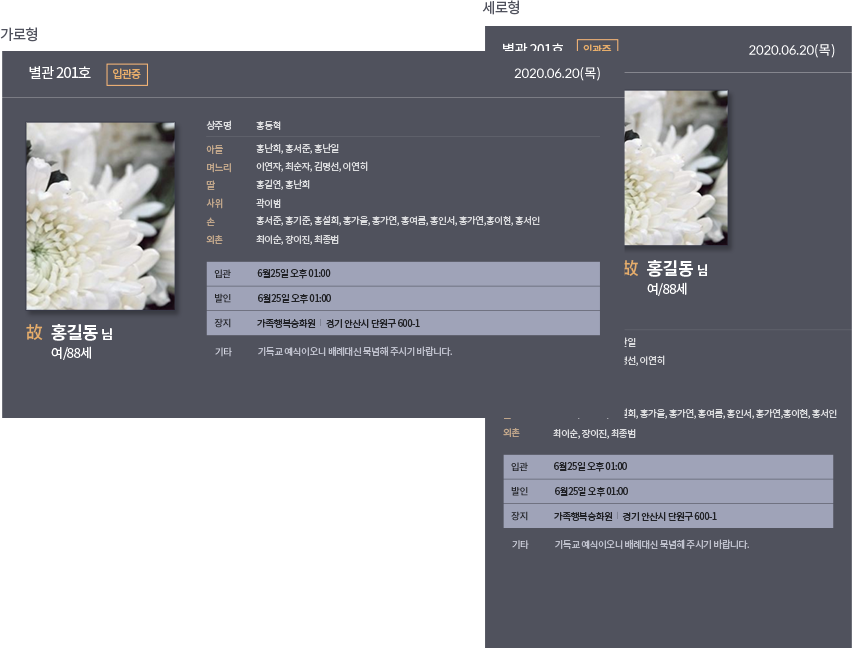 가로형
별관 201호 입관중 2020.06.20(목)
상주명 홍동혁
아들 홍난희, 홍서준, 홍난일
며느리 이연자, 최순자, 김명선, 이연희
딸 홍길연, 홍난희
사위 곽이범
손 홍서준, 홍기준, 홍설희, 홍가을, 홍가연, 홍여름, 홍인서, 홍가연,홍이현, 홍서안
외촌 최이순, 장이진, 최종범
입관 6월25일 오후 01:00
발인 6월25일 오후 01:00
장지 가족행복승화원 | 경기 안산시 단원구 600-1
기타 기독교 예식이오니 배례대신 묵념해 주시기 바랍니다.
故 홍길동 님
여/88세
세로형
별관 201호 입관중 2020.06.20(목)
故 홍길동 님
여/88세
난일
명선, 이연희
설희, 홍가을, 홍가연, 홍여름, 홍인서, 홍가연,홍이현, 홍서안
외촌 최이순, 장이진, 최종범
입관 6월25일 오후 01:00
발인 6월25일 오후 01:00
장지 가족행복승화원 | 경기 안산시 단원구 600-1
기타 기독교 예식이오니 배례대신 묵념해 주시기 바랍니다.